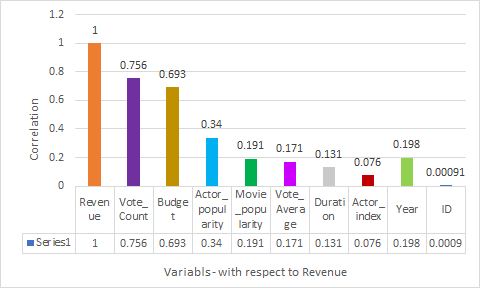 1.2
1
0.8
0.6
0.4
0.2
0
Correlation
1
0.756
0.693
0.34
0.191
0.171
0.131
0.076
0.198
0.00091
Reve
nue
Vote_
Count
Budge
t
Actor_
popul
arity
Movie
_popu
larity
Vote_
Avera
ge
Durati
on
Actor_
index
Year
ID
Series1 1 0.756 0.693 0.34 0.191 0.171 0.131 0.076 0.198 0.0009
Variabls- with respect to Revenue